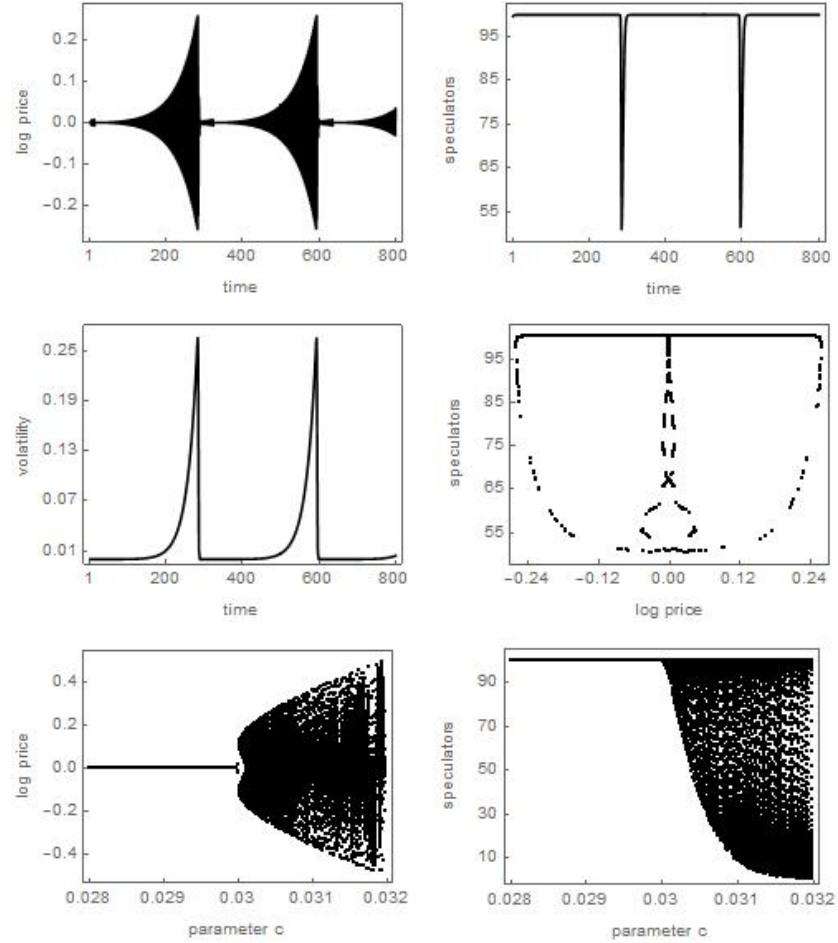 0.2
0.1
0.0
−0.1
−0.2
log price
1 200 400 600 800
time
95
85
75
65
55
speculators
1 200 400 600 800
time
0.25
0.19
0.13
0.07
0.01
volatility
1 200 400 600 800
time
95
85
75
65
55
speculators
−0.24 −0.12 0.00 0.12 0.24
log price
0.4
0.2
0.0
−0.2
−0.4
log price
0.028 0.029 0.03 0.031 0.032
parameter c
90
70
50
30
10
speculators
0.028 0.029 0.03 0.031 0.032
parameter c